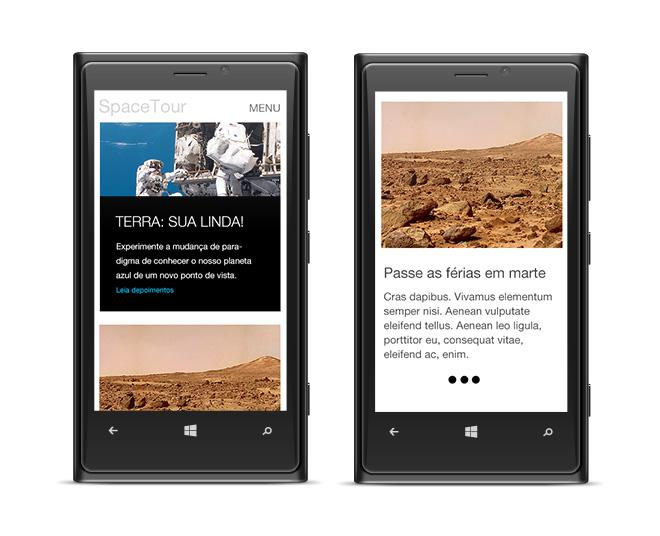 SpaceTour
MENU
TERRA: SUA LINDA!
Experimente a mudança de para-
digma de conhecer o nosso planeta
azul de um novo ponto de vista.
Leia depoimentos
Passe as férias em marte
Cras dapibus. Vivamus elementum
semper nisi. Aenean vulputate
eleifend tellus. Aenean leo ligula,
porttitor eu, consequat vitae,
eleifend ac, enim.